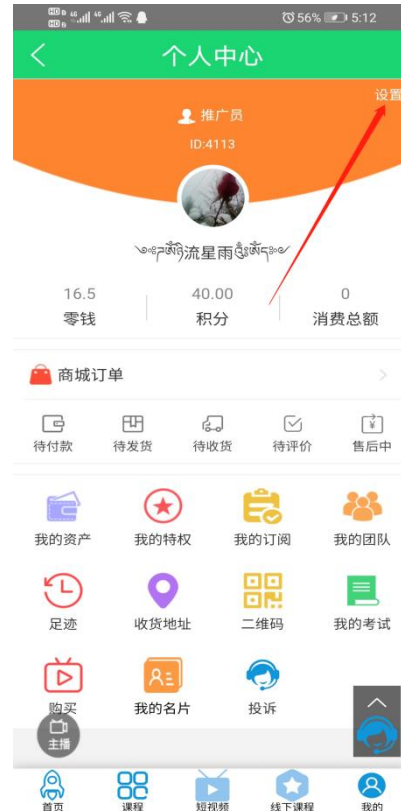 56% 5:12
个人中心
设置
推广员
ID:4113
流星雨
16.5 40.00 0
零钱 积分 消费总额
商城订单
待付款 待发货 待收货 待评价 售后中
我的资产 我的特权 我的订阅 我的团队
足迹 收货地址 二维码 我的考试
购买 我的名片 投诉
主播
首页 课程 短视频 线下课程 我的